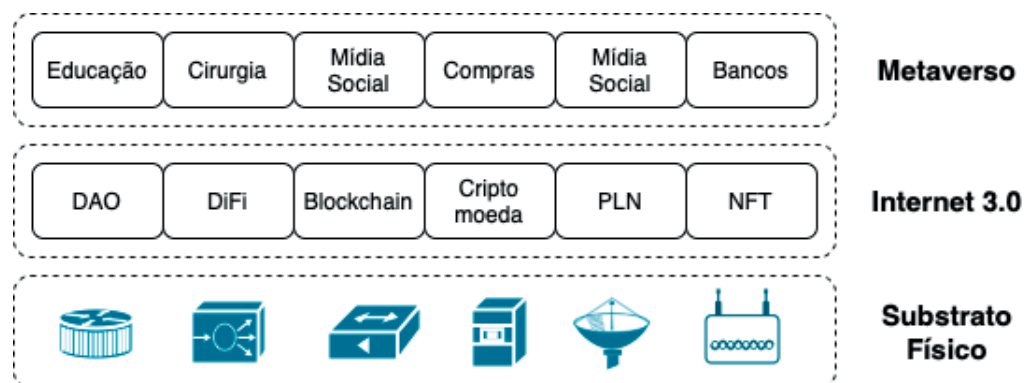 Educação
Cirurgia
Mídia
Social
Compras
Mídia
Social
Bancos
Metaverso
DAO
DiFi
Blockchain
Cripto
moeda
PLN
NFT
Internet 3.0
Substrato
Físico